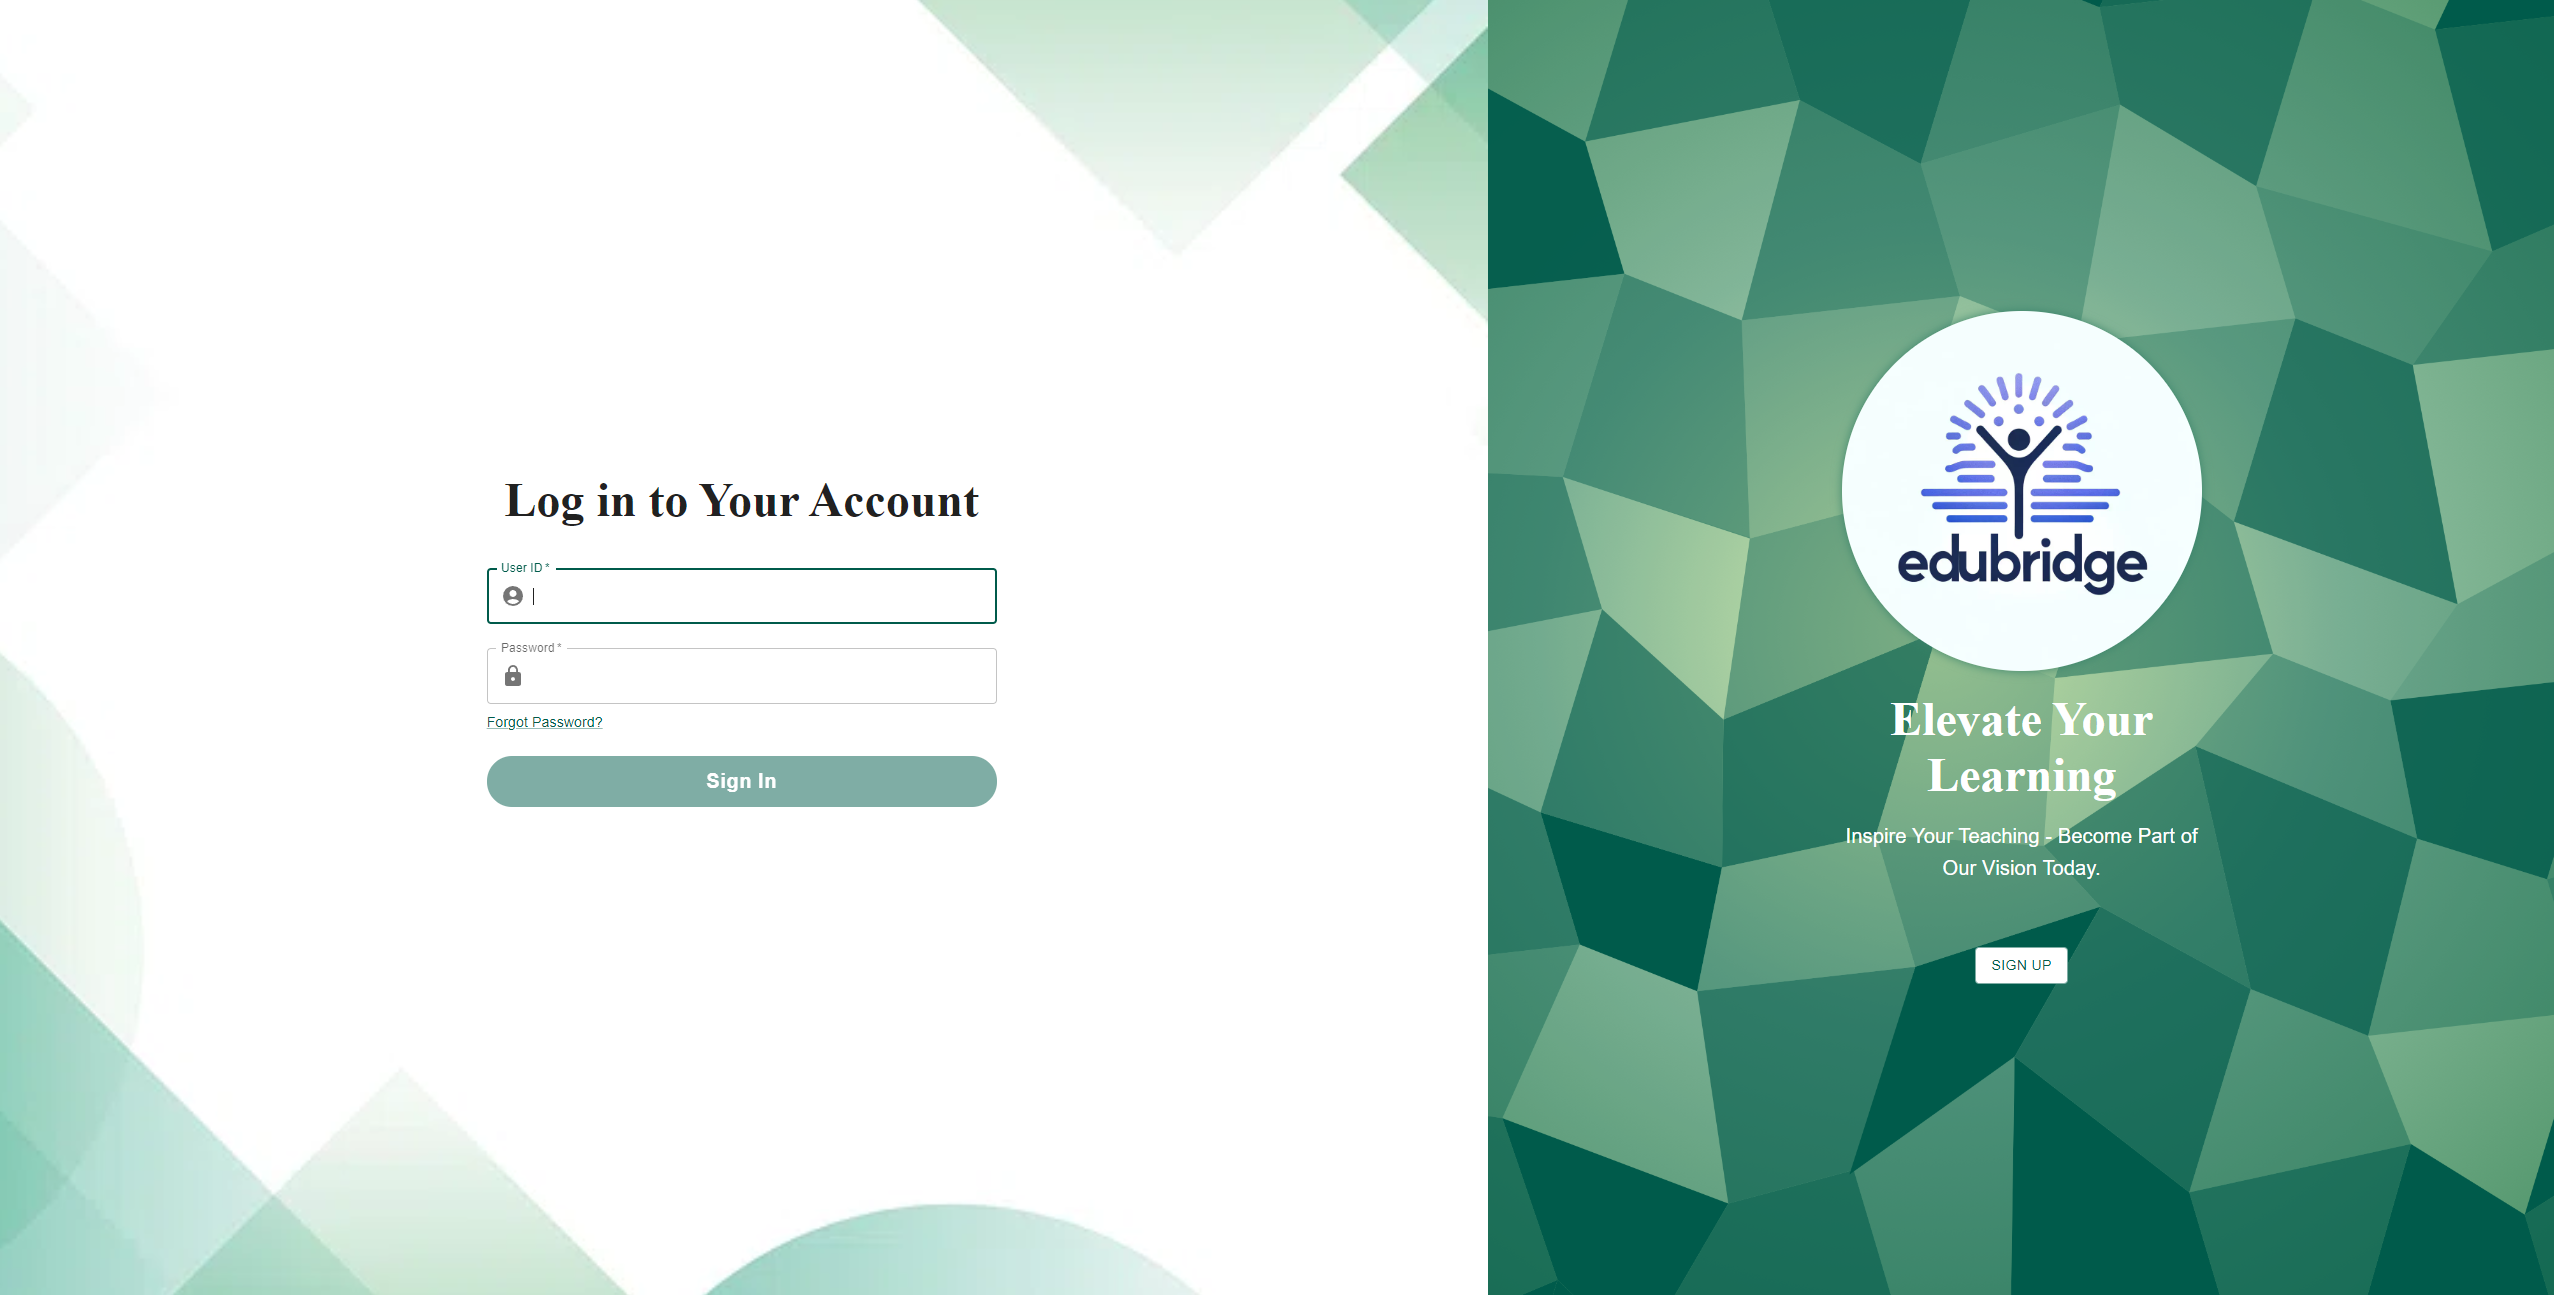 Log in to Your Account
User ID *
Password *
Forgot Password?
Sign In
edubridge
Elevate Your
Learning
Inspire Your Teaching - Become Part of
Our Vision Today.
SIGN UP